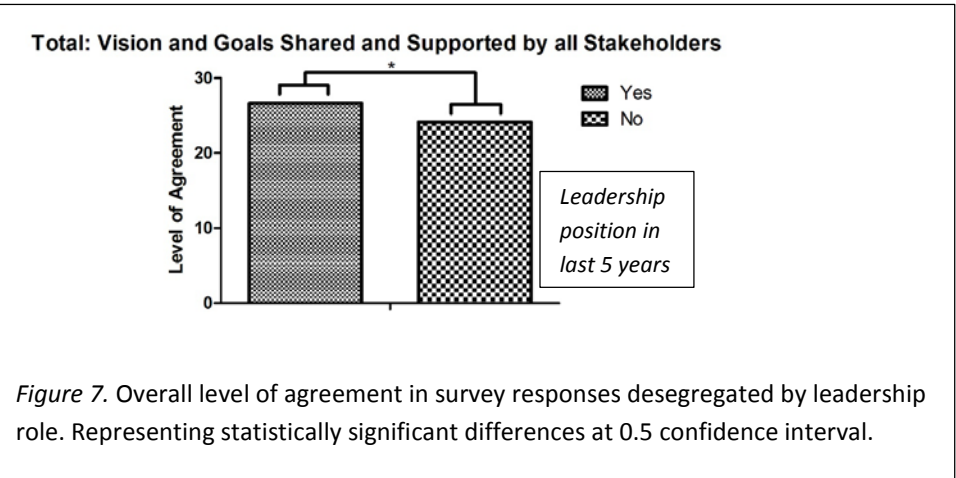 Total: Vision and Goals Shared and Supported by all Stakeholders
*
30
20
10
0
Level of Agreement
Yes
No
Leadership
position in
last 5 years
Figure 7. Overall level of agreement in survey responses desegregated by leadership
role. Representing statistically significant differences at 0.5 confidence interval.